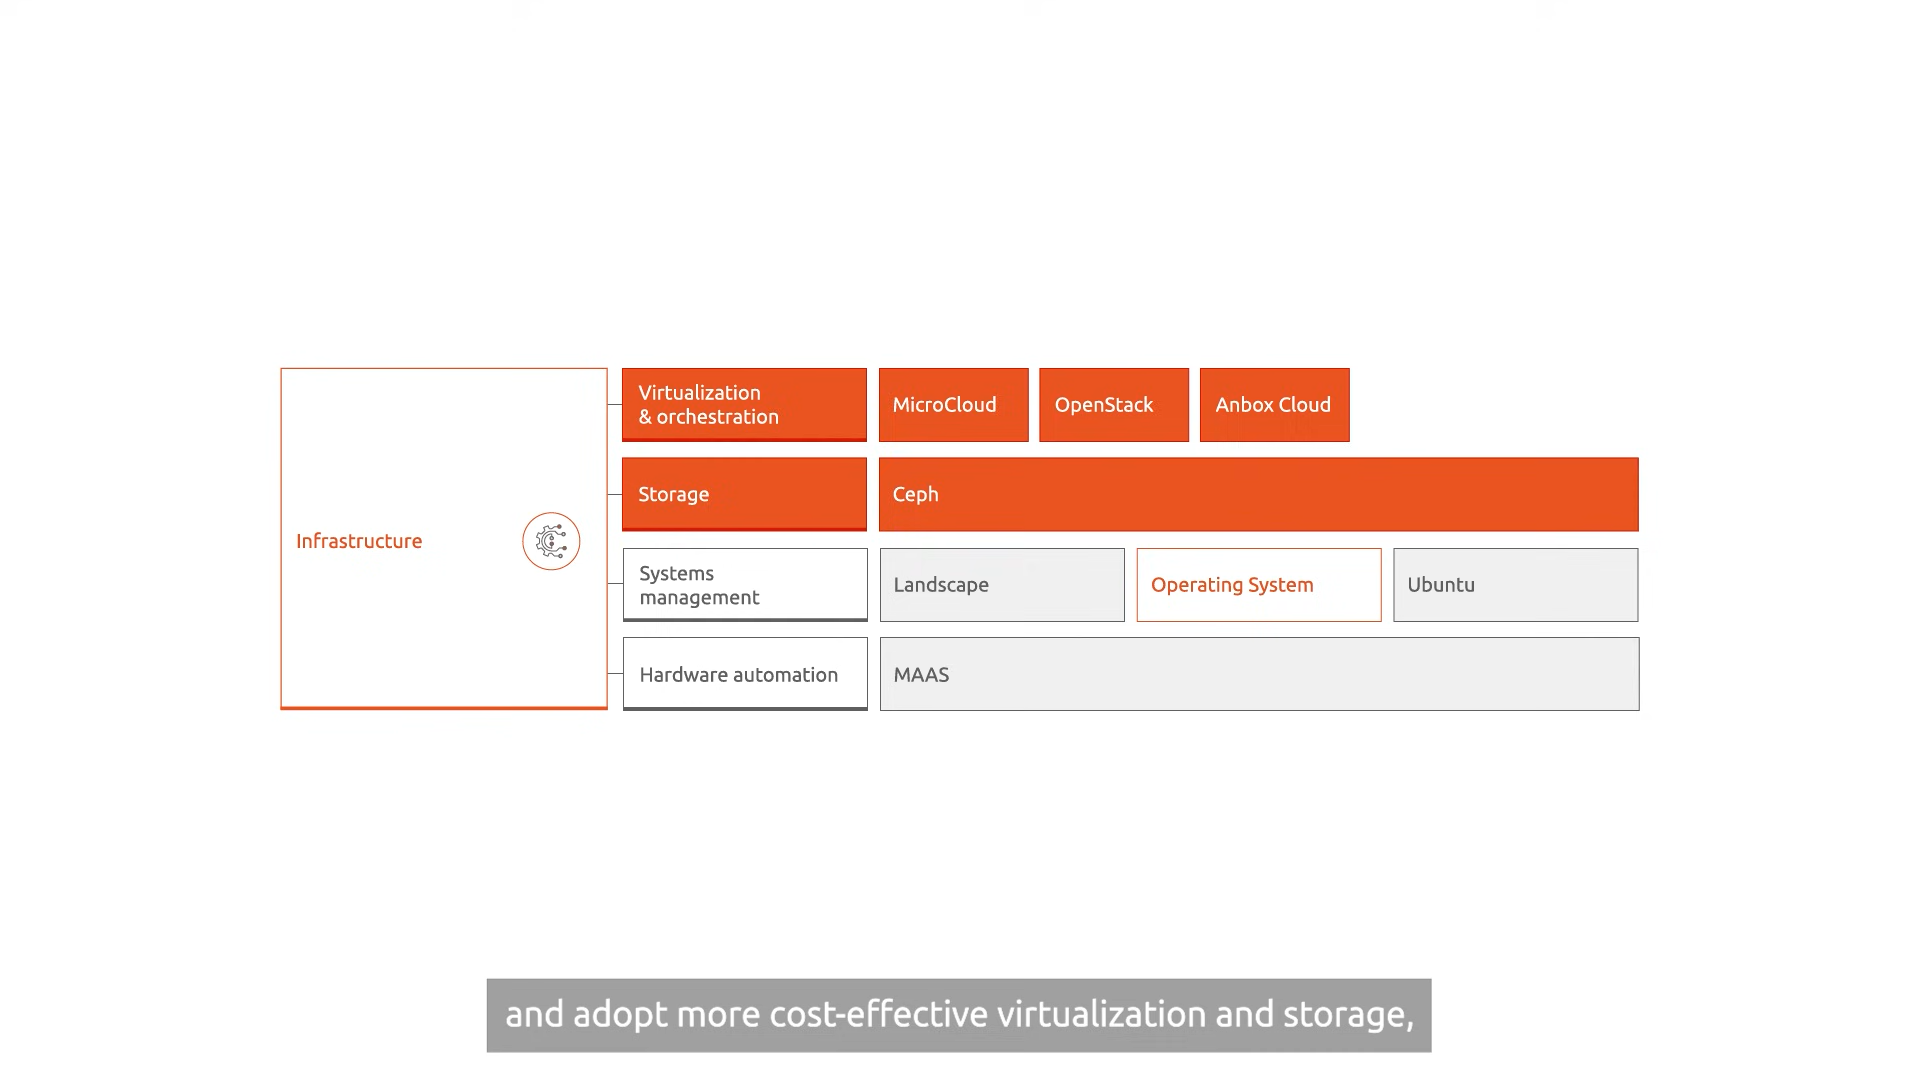 Infrastructure
Virtualization
& orchestration
MicroCloud
OpenStack
Anbox Cloud
Storage
Ceph
Systems
management
Landscape
Operating System
Ubuntu
Hardware automation
MAAS
and adopt more cost-effective virtualization and storage,